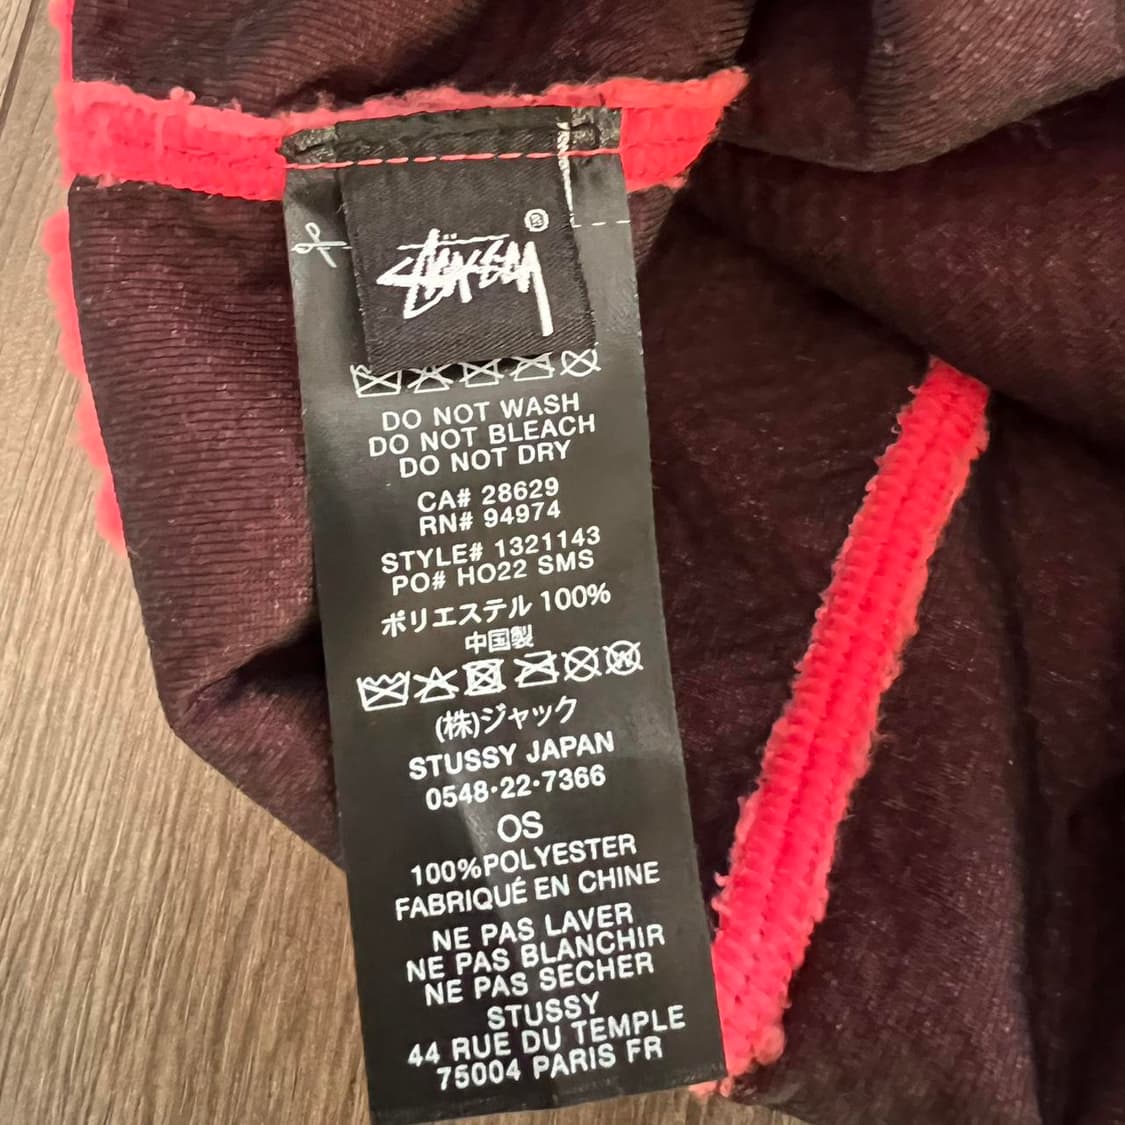 STÜSSY ®
DO NOT WASH
DO NOT BLEACH
DO NOT DRY
CA# 28629
RN# 94974
STYLE# 1321143
PO# HO22 SMS
ポリエステル 100%
中国製
(株)ジャック
STUSSY JAPAN
0548·22·7366
OS
100%POLYESTER
FABRIQUÉ EN CHINE
NE PAS LAVER
NE PAS BLANCHIR
NE PAS SECHER
STUSSY
44 RUE DU TEMPLE
75004 PARIS FR